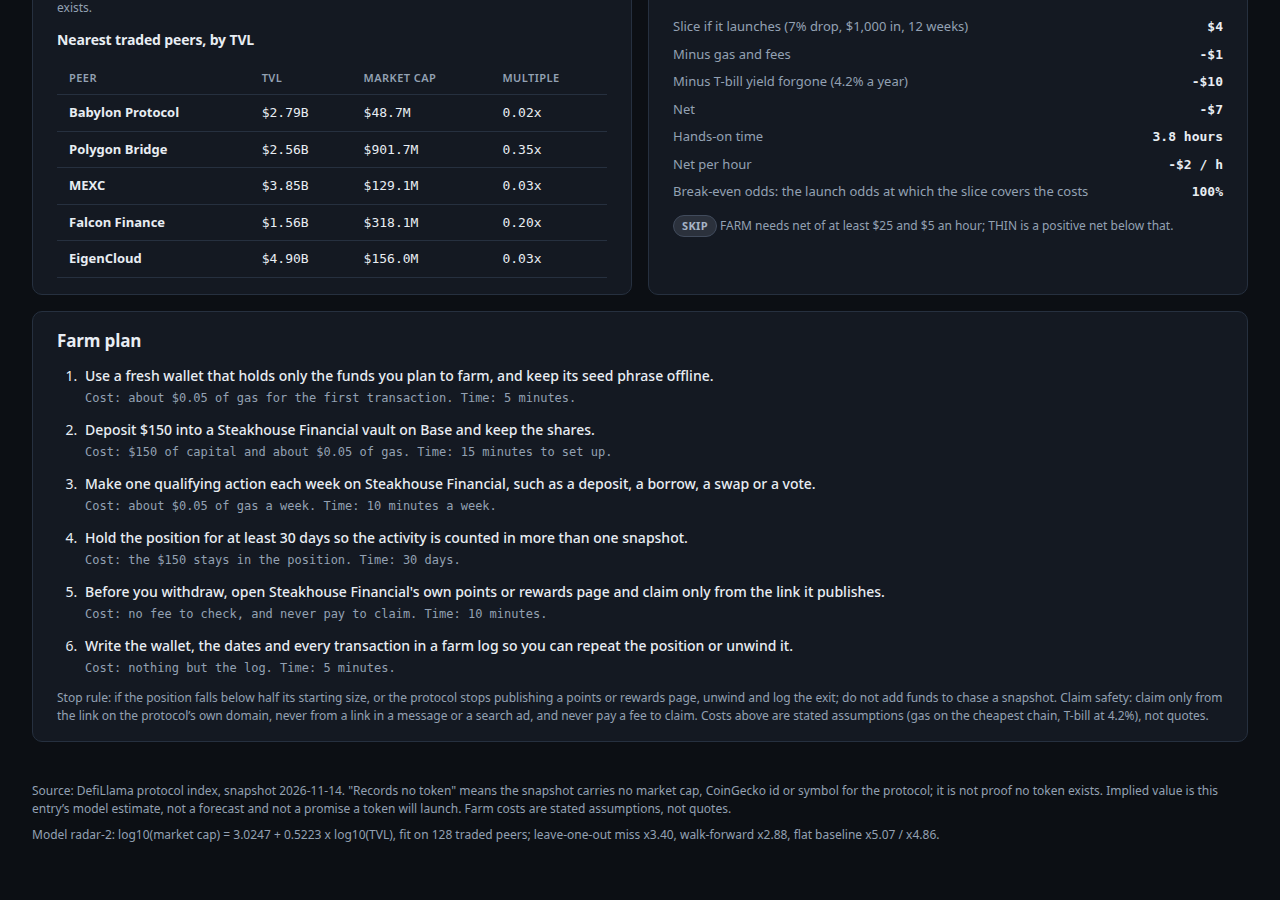 exists.
Nearest traded peers, by TVL
PEER TVL MARKET CAP MULTIPLE
Babylon Protocol $2.79B $48.7M 0.02x
Polygon Bridge $2.56B $901.7M 0.35x
MEXC $3.85B $129.1M 0.03x
Falcon Finance $1.56B $318.1M 0.20x
EigenCloud $4.90B $156.0M 0.03x
Slice if it launches (7% drop, $1,000 in, 12 weeks) $4
Minus gas and fees -$1
Minus T-bill yield forgone (4.2% a year) -$10
Net -$7
Hands-on time 3.8 hours
Net per hour -$2 / h
Break-even odds: the launch odds at which the slice covers the costs 100%
SKIP FARM needs net of at least $25 and $5 an hour; THIN is a positive net below that.
Farm plan
1. Use a fresh wallet that holds only the funds you plan to farm, and keep its seed phrase offline.
Cost: about $0.05 of gas for the first transaction. Time: 5 minutes.
2. Deposit $150 into a Steakhouse Financial vault on Base and keep the shares.
Cost: $150 of capital and about $0.05 of gas. Time: 15 minutes to set up.
3. Make one qualifying action each week on Steakhouse Financial, such as a deposit, a borrow, a swap or a vote.
Cost: about $0.05 of gas a week. Time: 10 minutes a week.
4. Hold the position for at least 30 days so the activity is counted in more than one snapshot.
Cost: the $150 stays in the position. Time: 30 days.
5. Before you withdraw, open Steakhouse Financial's own points or rewards page and claim only from the link it publishes.
Cost: no fee to check, and never pay to claim. Time: 10 minutes.
6. Write the wallet, the dates and every transaction in a farm log so you can repeat the position or unwind it.
Cost: nothing but the log. Time: 5 minutes.
Stop rule: if the position falls below half its starting size, or the protocol stops publishing a points or rewards page, unwind and log the exit; do not add funds to chase a snapshot. Claim safety: claim only from
the link on the protocol's own domain, never from a link in a message or a search ad, and never pay a fee to claim. Costs above are stated assumptions (gas on the cheapest chain, T-bill at 4.2%), not quotes.
Source: DefiLlama protocol index, snapshot 2026-11-14. "Records no token" means the snapshot carries no market cap, CoinGecko id or symbol for the protocol; it is not proof no token exists. Implied value is this
entry's model estimate, not a forecast and not a promise a token will launch. Farm costs are stated assumptions, not quotes.
Model radar-2: log10(market cap) = 3.0247 + 0.5223 x log10(TVL), fit on 128 traded peers; leave-one-out miss x3.40, walk-forward x2.88, flat baseline x5.07 / x4.86.